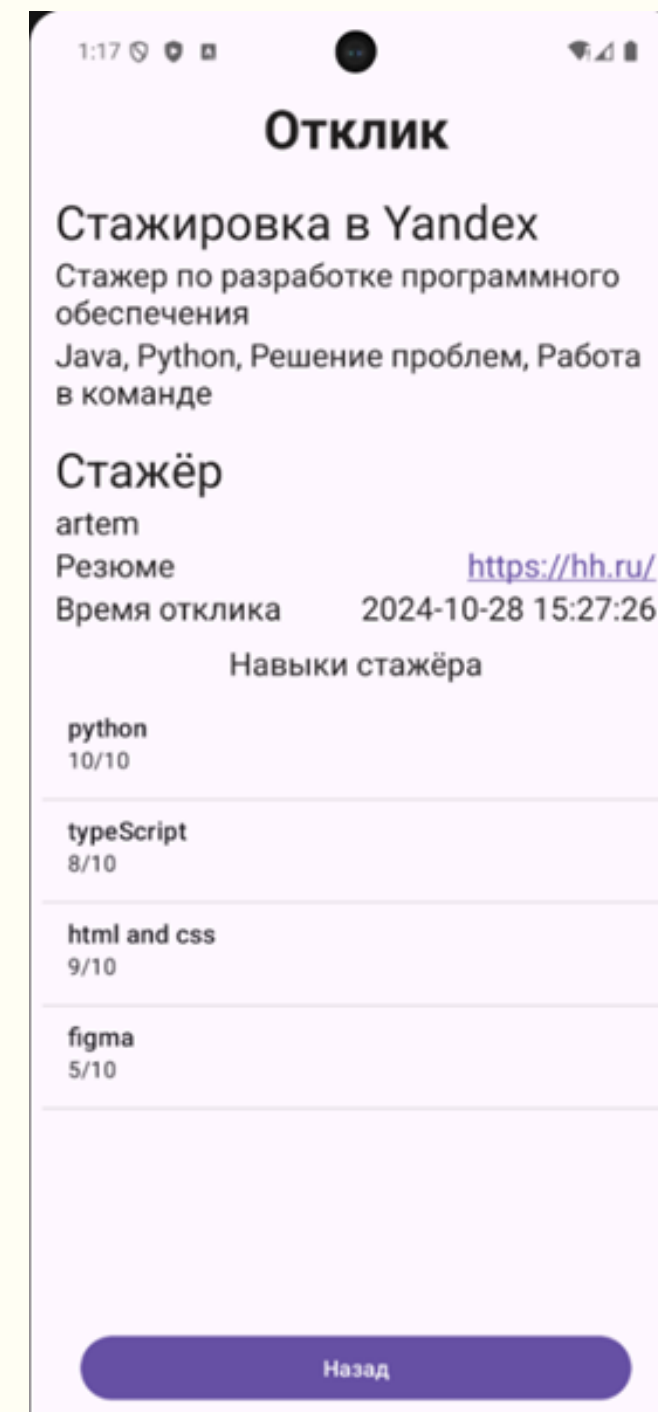 1:17
Отклик
Стажировка в Yandex
Стажер по разработке программного
обеспечения
Java, Python, Решение проблем, Работа
в команде
Стажёр
artem
Резюме https://hh.ru/
Время отклика 2024-10-28 15:27:26
Навыки стажёра
python
10/10
typeScript
8/10
html and css
9/10
figma
5/10
Назад